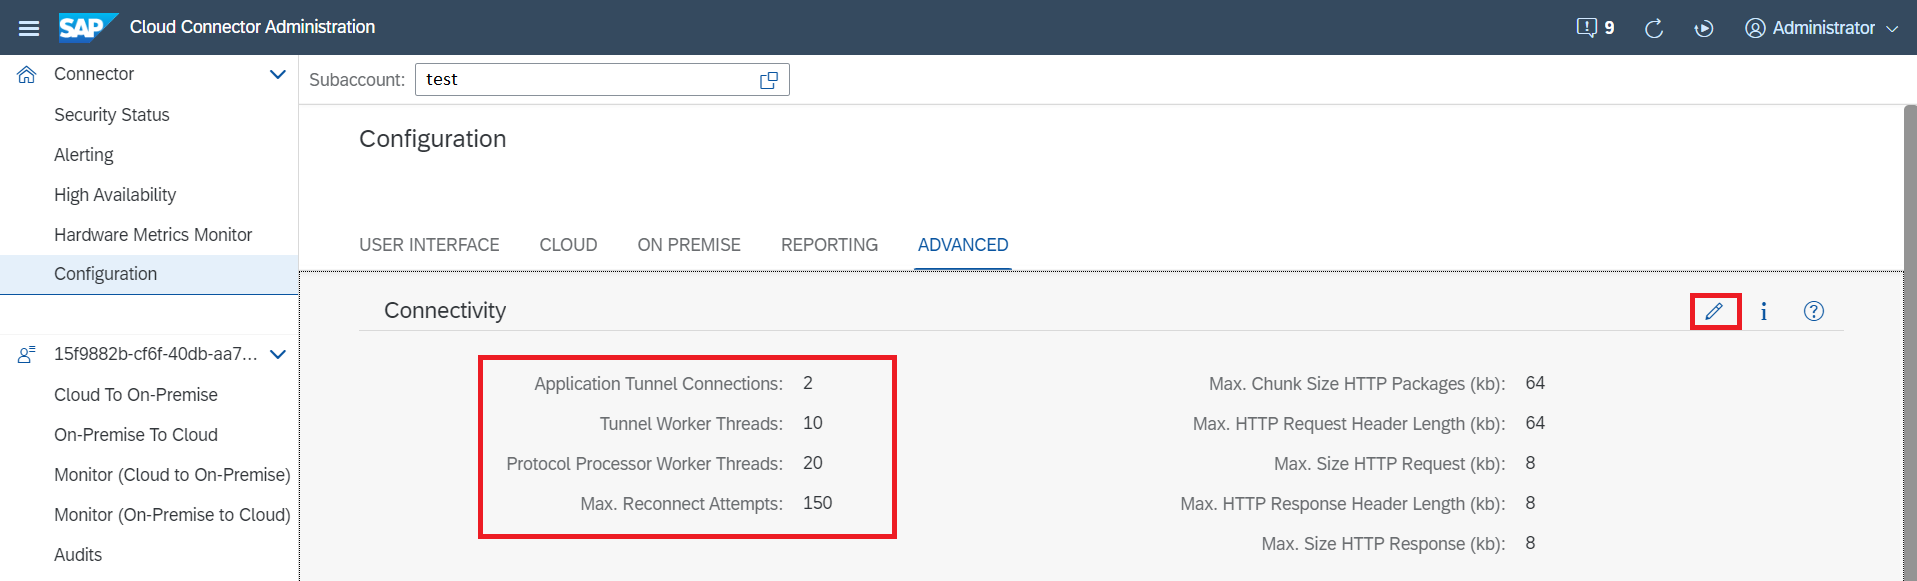 SAP Cloud Connector Administration
9
Administrator
Connector
Security Status
Alerting
High Availability
Hardware Metrics Monitor
Configuration
15f9882b-cf6f-40db-aa7...
Cloud To On-Premise
On-Premise To Cloud
Monitor (Cloud to On-Premise)
Monitor (On-Premise to Cloud)
Audits
Subaccount: test
Configuration
USER INTERFACE CLOUD ON PREMISE REPORTING ADVANCED
Connectivity
Application Tunnel Connections: 2
Tunnel Worker Threads: 10
Protocol Processor Worker Threads: 20
Max. Reconnect Attempts: 150
Max. Chunk Size HTTP Packages (kb): 64
Max. HTTP Request Header Length (kb): 64
Max. Size HTTP Request (kb): 8
Max. HTTP Response Header Length (kb): 8
Max. Size HTTP Response (kb): 8